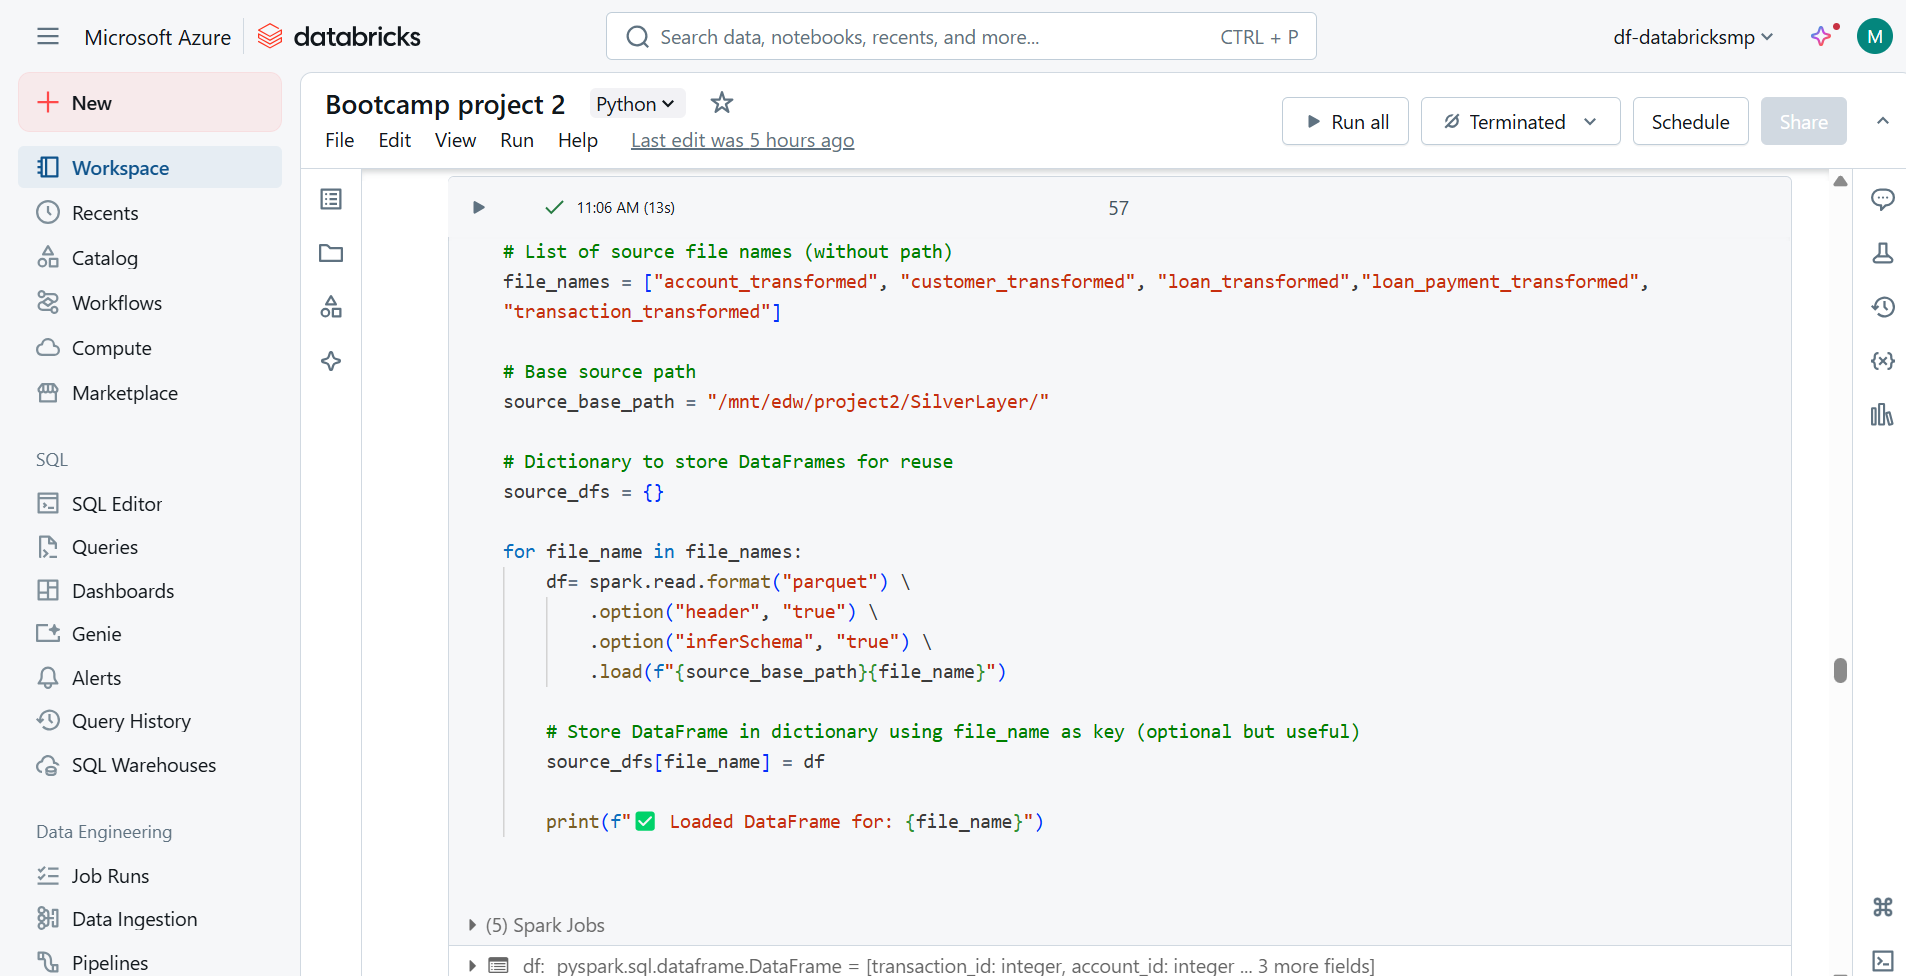 Microsoft Azure databricks
Search data, notebooks, recents, and more... CTRL + P
df-databricksmp
M
New
Workspace
Recents
Catalog
Workflows
Compute
Marketplace
SQL
SQL Editor
Queries
Dashboards
Genie
Alerts
Query History
SQL Warehouses
Data Engineering
Job Runs
Data Ingestion
Pipelines
Bootcamp project 2 Python
File Edit View Run Help Last edit was 5 hours ago
Run all Terminated Schedule Share
11:06 AM (13s) 57
# List of source file names (without path)
file_names = ["account_transformed", "customer_transformed", "loan_transformed","loan_payment_transformed",
"transaction_transformed"]
# Base source path
source_base_path = "/mnt/edw/project2/SilverLayer/"
# Dictionary to store DataFrames for reuse
source_dfs = {}
for file_name in file_names:
df= spark.read.format("parquet") \
.option("header", "true") \
.option("inferSchema", "true") \
.load(f"{source_base_path}{file_name}")
# Store DataFrame in dictionary using file_name as key (optional but useful)
source_dfs[file_name] = df
print(f"✅ Loaded DataFrame for: {file_name}")
(5) Spark Jobs
df: pyspark.sql.dataframe.DataFrame = [transaction_id: integer, account_id: integer ... 3 more fields]